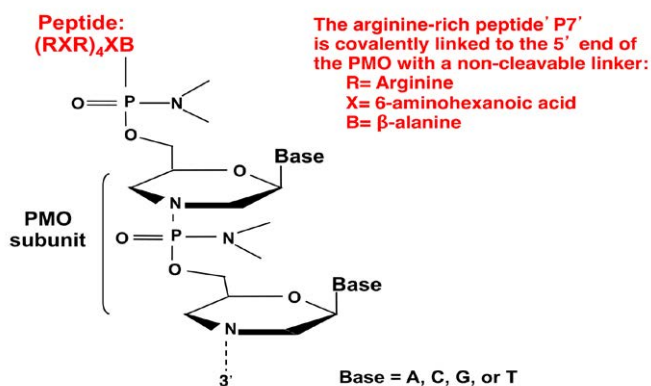 Peptide:
(RXR)4XB
The arginine-rich peptide' P7'
is covalently linked to the 5' end of
the PMO with a non-cleavable linker:
R= Arginine
X= 6-aminohexanoic acid
B= β-alanine
O
P
N
O
O
Base
N
PMO
subunit
O
P
N
O
O
Base
N
3'
Base = A, C, G, or T